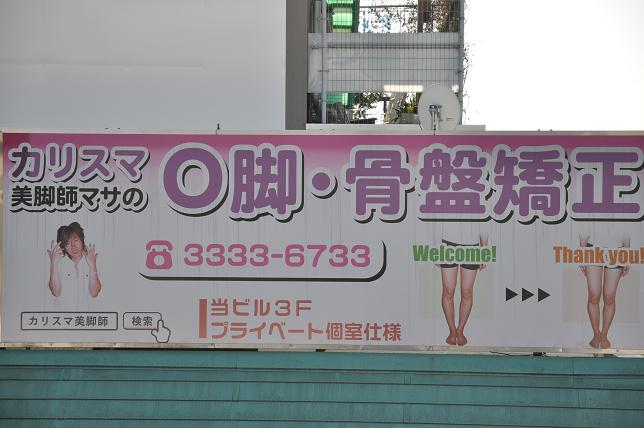 カリスマ
美脚師マサの
O脚・骨盤矯正
☎3333-6733
Welcome!
Thank you!
▶▶▶
カリスマ美脚師 検索
当ビル3F
プライベート個室仕様